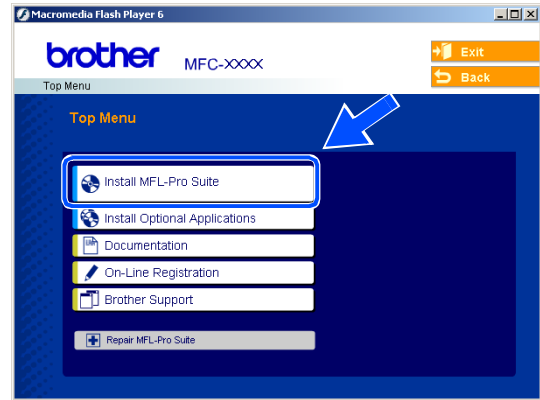 Macromedia Flash Player 6
brother MFC-XXXX
Exit
Back
Top Menu
Top Menu
Install MFL-Pro Suite
Install Optional Applications
Documentation
On-Line Registration
Brother Support
Repair MFL-Pro Suite